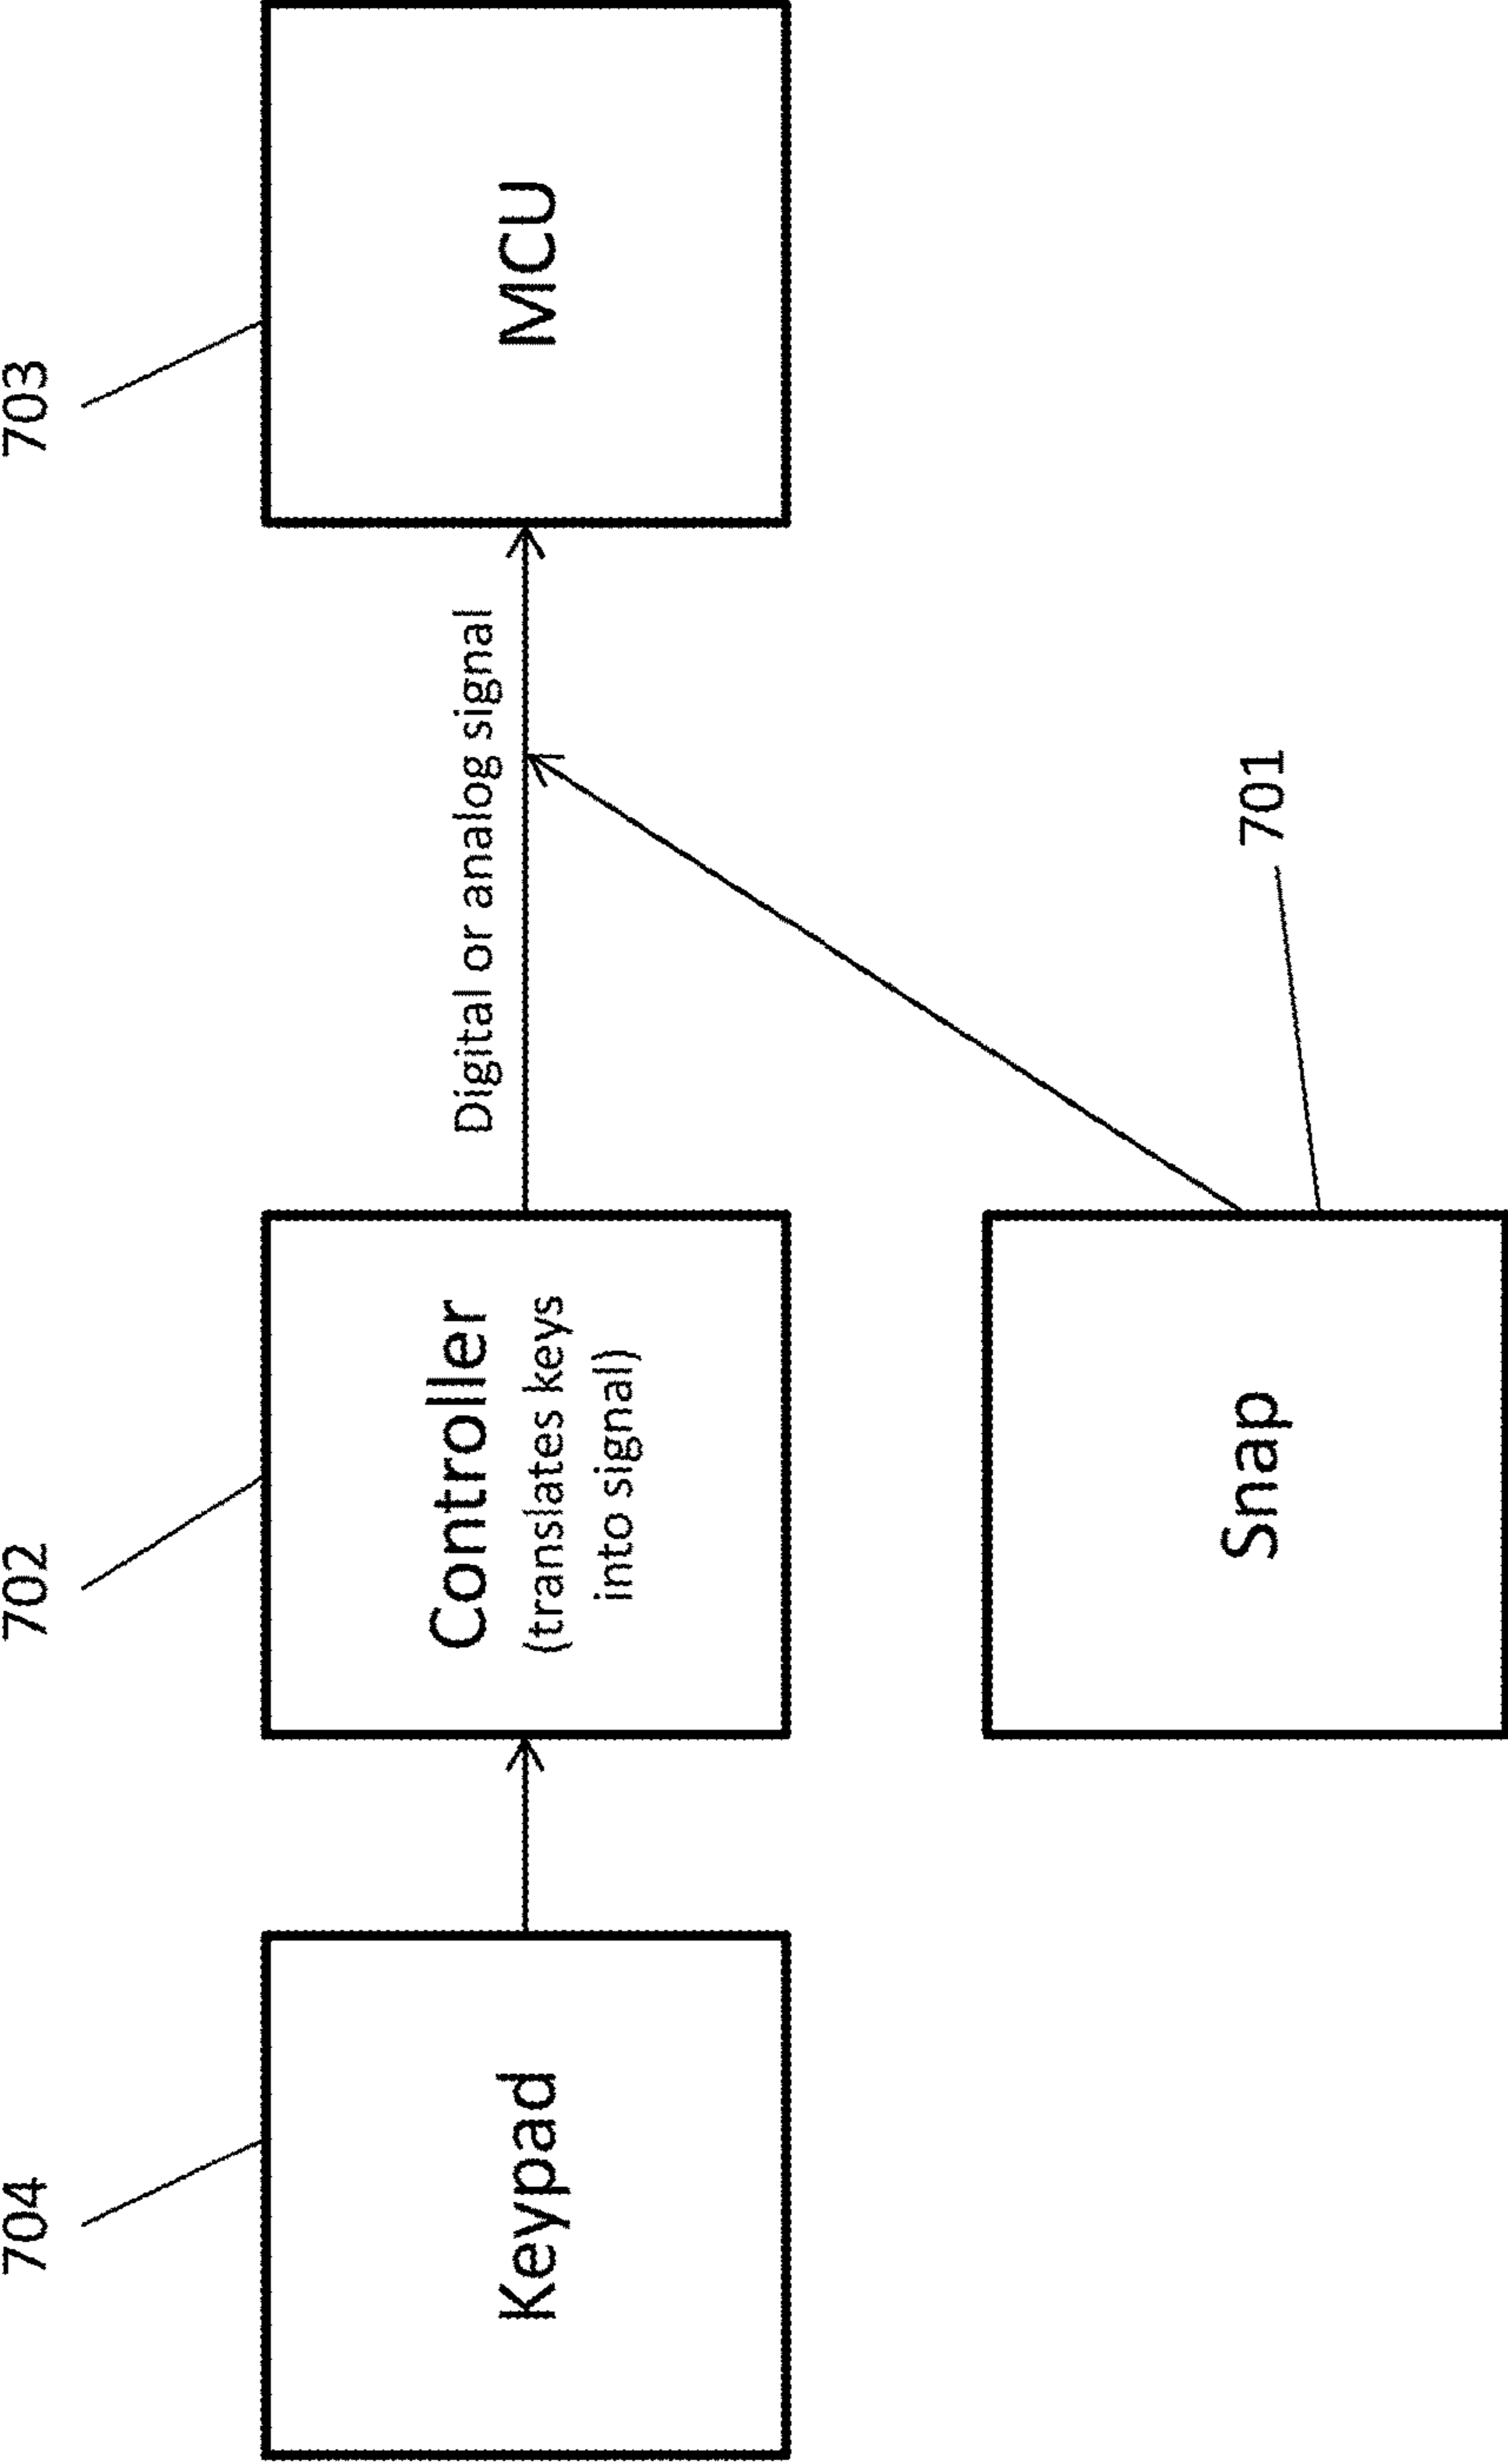 704
702
703
Keypad
Controller
(translates keys
into signal)
Digital or analog signal
MCU
701
Snap